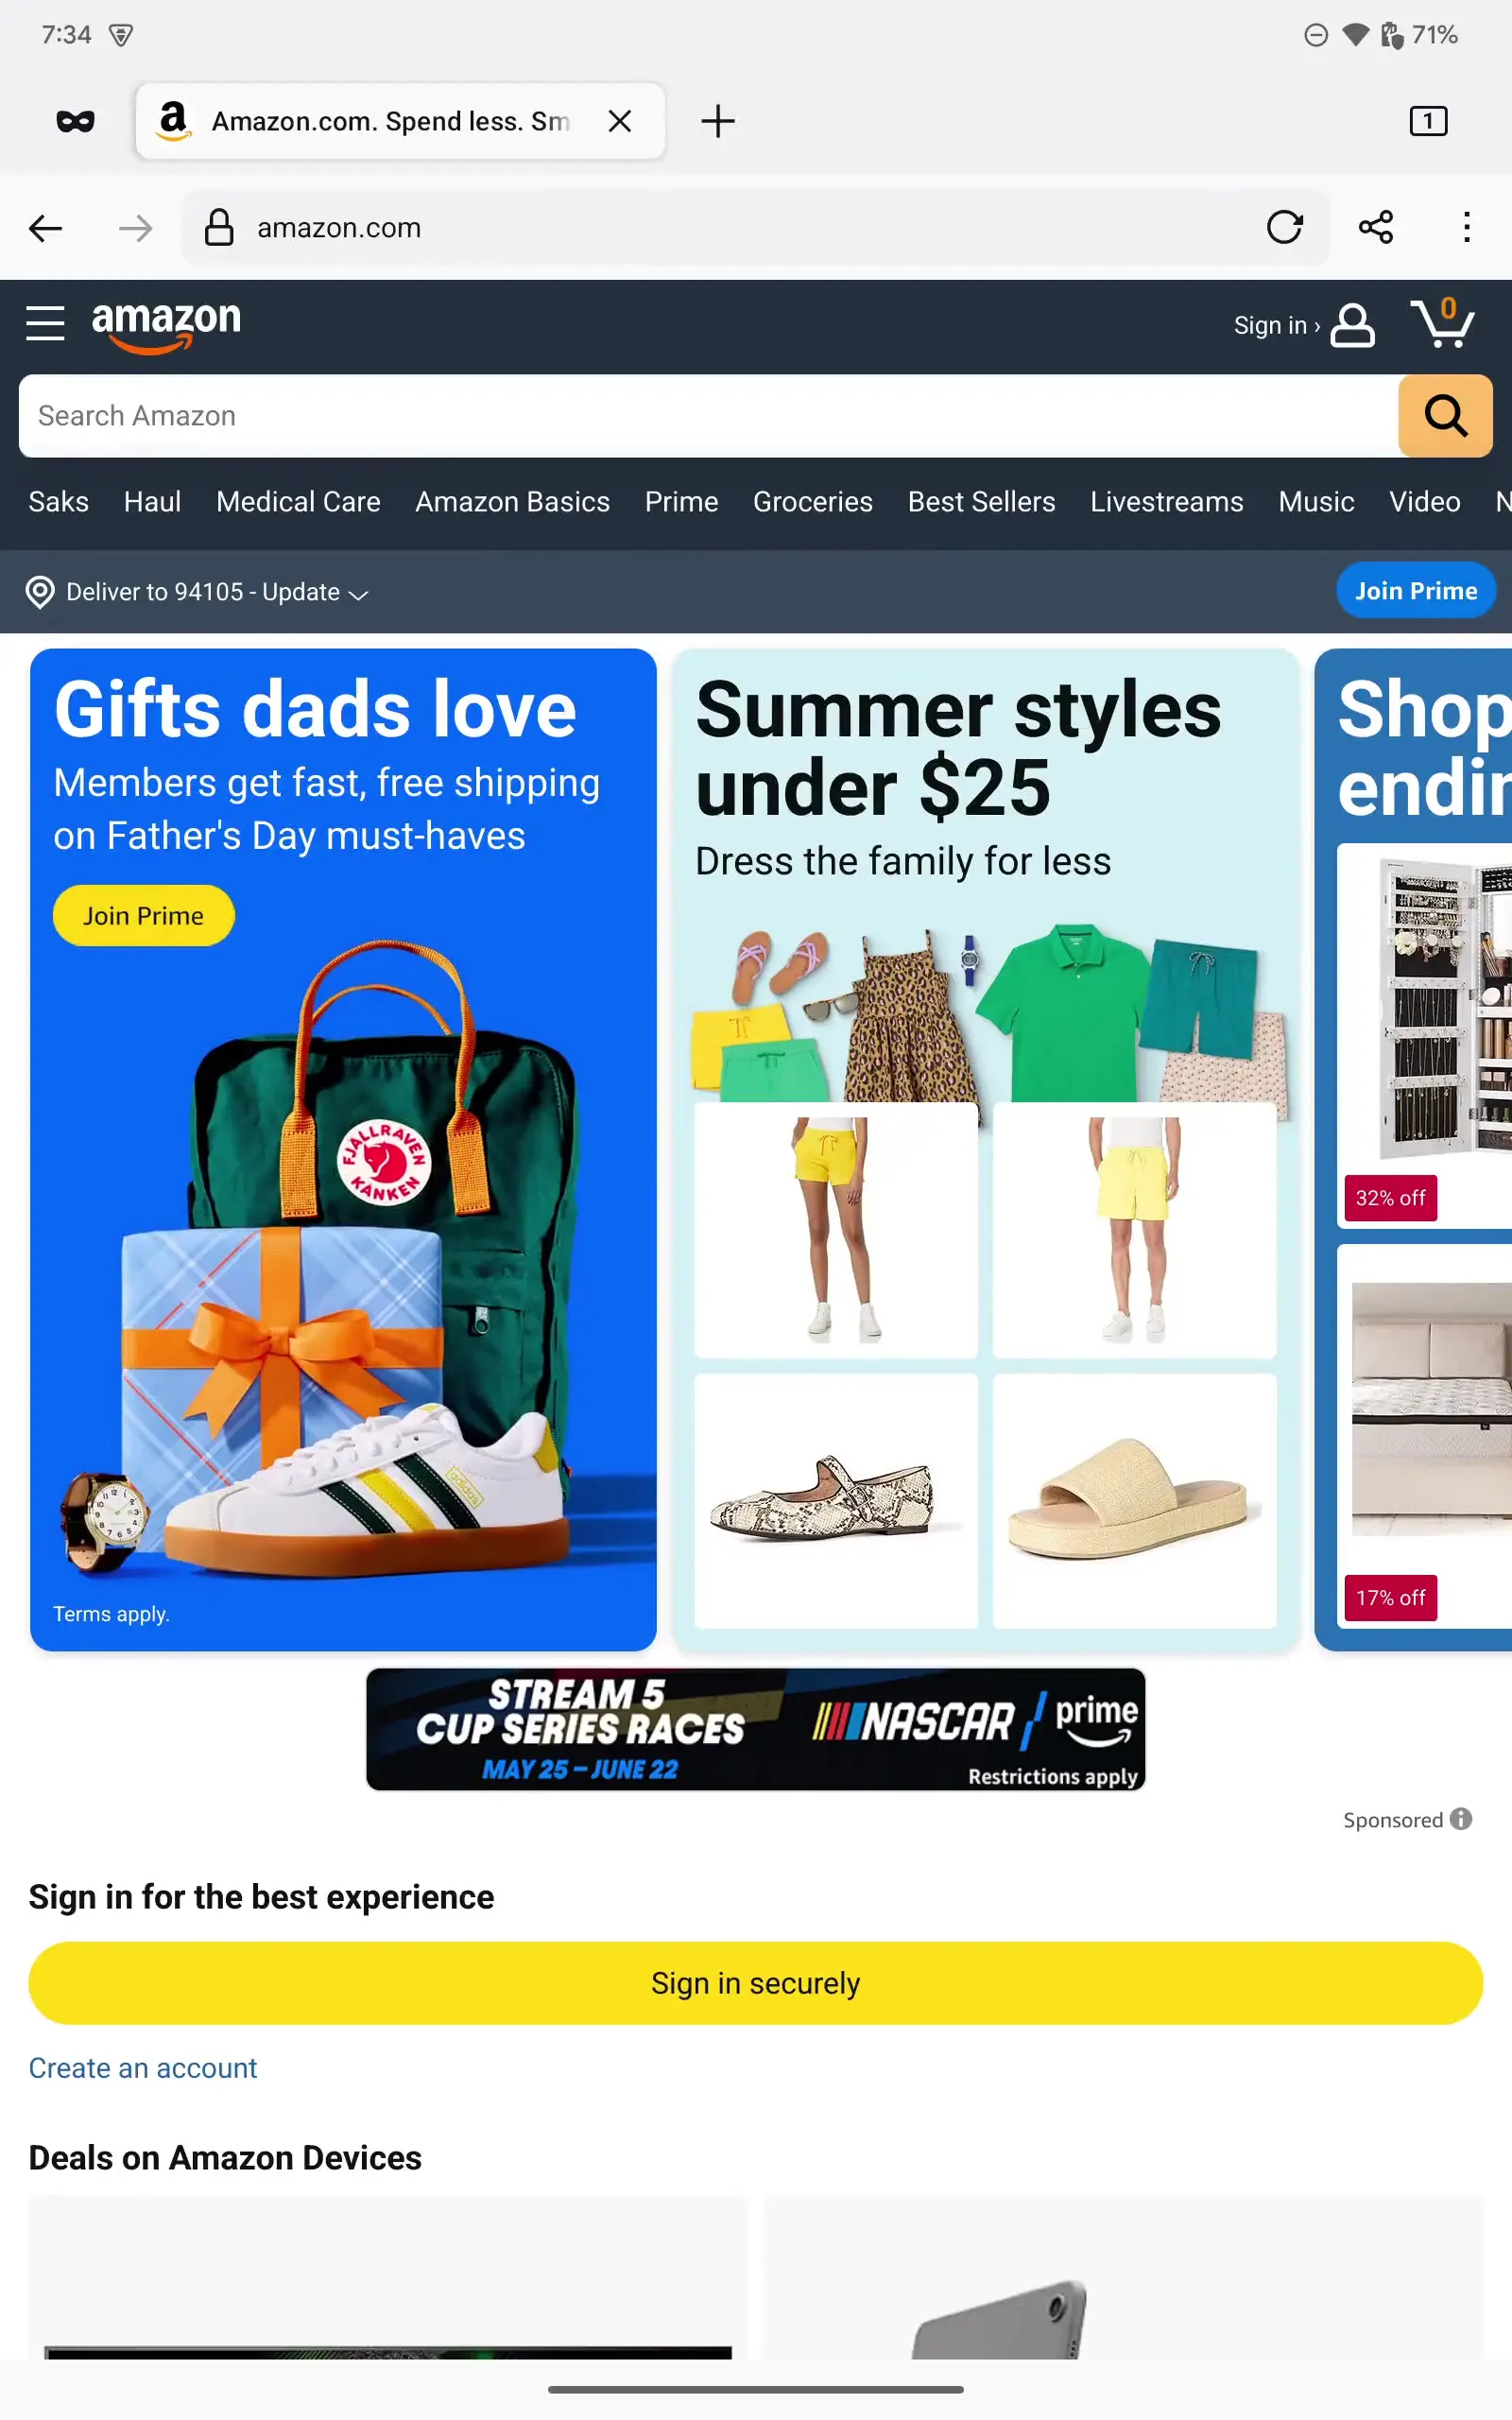 7:34
71%
Amazon.com. Spend less. Sm
1
amazon.com
amazon
Sign in ›
0
Search Amazon
Saks Haul Medical Care Amazon Basics Prime Groceries Best Sellers Livestreams Music Video N
Deliver to 94105 - Update
Join Prime
Gifts dads love
Members get fast, free shipping
on Father's Day must-haves
Join Prime
FJÄLLRÄVEN
KÅNKEN
adidas
Terms apply.
Summer styles
under $25
Dress the family for less
Shop
endin
32% off
17% off
STREAM 5
CUP SERIES RACES
MAY 25 – JUNE 22
NASCAR / prime
Restrictions apply
Sponsored
Sign in for the best experience
Sign in securely
Create an account
Deals on Amazon Devices